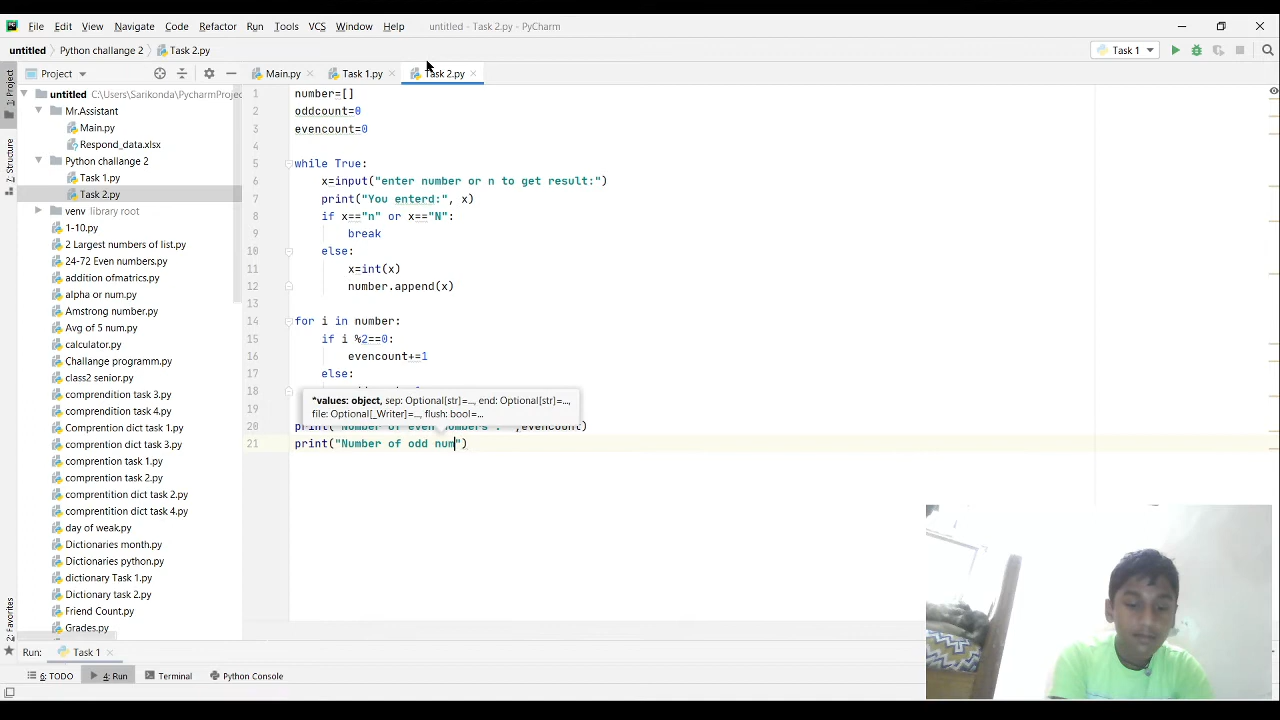 File Edit View Navigate Code Refactor Run Tools VCS Window Help untitled - Task 2.py - PyCharm
untitled Python challange 2 Task 2.py Task 1
Project Main.py Task 1.py Task 2.py
1: Project
Z: Structure
2: Favorites
untitled C:\Users\Sarikonda\PycharmProjec
Mr.Assistant
Main.py
Respond_data.xlsx
Python challange 2
Task 1.py
Task 2.py
venv library root
1-10.py
2 Largest numbers of list.py
24-72 Even numbers.py
addition ofmatrics.py
alpha or num.py
Amstrong number.py
Avg of 5 num.py
calculator.py
Challange programm.py
class2 senior.py
comprendition task 3.py
comprendition task 4.py
Comprention dict task 1.py
comprention dict task 3.py
comprention task 1.py
comprention task 2.py
comprentition dict task 2.py
comprentition dict task 4.py
day of weak.py
Dictionaries month.py
Dictionaries python.py
dictionary Task 1.py
Dictionary task 2.py
Friend Count.py
Grades.py
1 number=[]
2 oddcount=0
3 evencount=0
4
5 while True:
6 x=input("enter number or n to get result:")
7 print("You enterd:", x)
8 if x=="n" or x=="N":
9 break
10 else:
11 x=int(x)
12 number.append(x)
13
14 for i in number:
15 if i %2==0:
16 evencount+=1
17 else:
18
19
*values: object, sep: Optional[str]=..., end: Optional[str]=...,
file: Optional[_Writer]=..., flush: bool=...
20 print("Number of even numbers : ",evencount)
21 print("Number of odd num")
Run: Task 1
6: TODO 4: Run Terminal Python Console